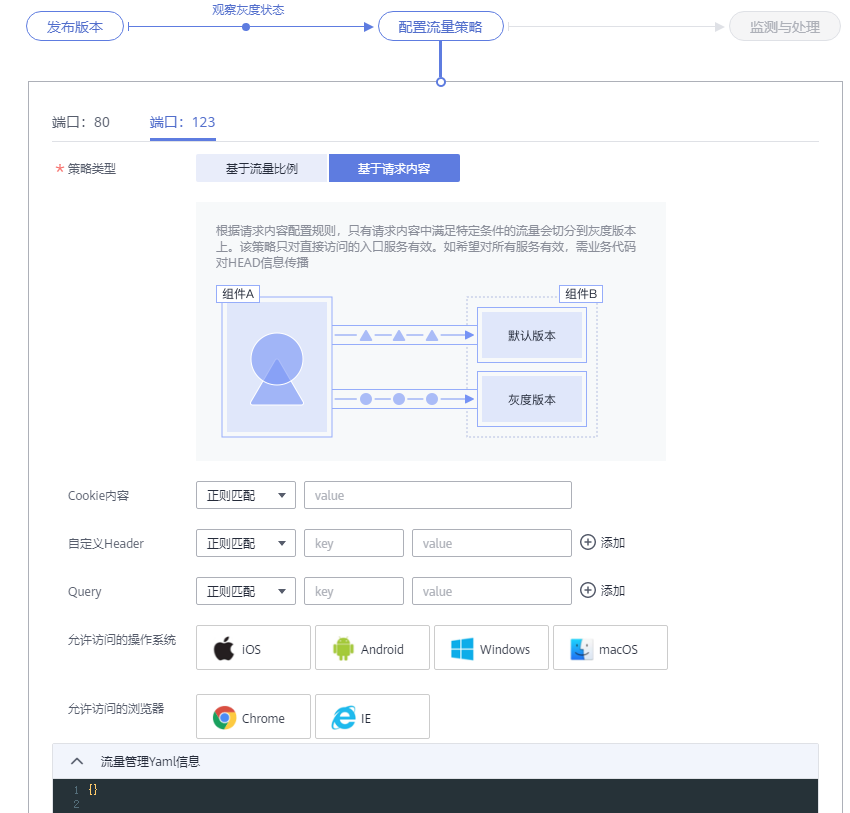 观察灰度状态
发布版本
配置流量策略
监测与处理
端口：80
端口：123
* 策略类型
基于流量比例
基于请求内容
根据请求内容配置规则，只有请求内容中满足特定条件的流量会切分到灰度版本
上。该策略只对直接访问的入口服务有效。如希望对所有服务有效，需业务代码
对HEAD信息传播
组件A
组件B
默认版本
灰度版本
Cookie内容
正则匹配
value
自定义Header
正则匹配
key
value
添加
Query
正则匹配
key
value
添加
允许访问的操作系统
iOS
Android
Windows
macOS
允许访问的浏览器
Chrome
IE
流量管理Yaml信息
1 {}
2